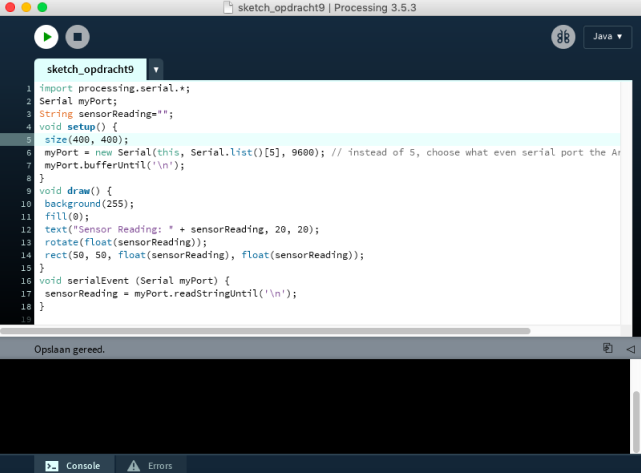 sketch_opdracht9 | Processing 3.5.3
Java ▾
sketch_opdracht9 ▾
1 import processing.serial.*;
2 Serial myPort;
3 String sensorReading="";
4 void setup() {
5 size(400, 400);
6 myPort = new Serial(this, Serial.list()[5], 9600); // instead of 5, choose what even serial port the Ar
7 myPort.bufferUntil('\n');
8 }
9 void draw() {
10 background(255);
11 fill(0);
12 text("Sensor Reading: " + sensorReading, 20, 20);
13 rotate(float(sensorReading));
14 rect(50, 50, float(sensorReading), float(sensorReading));
15 }
16 void serialEvent (Serial myPort) {
17 sensorReading = myPort.readStringUntil('\n');
18 }
19
Opslaan gereed.
Console Errors